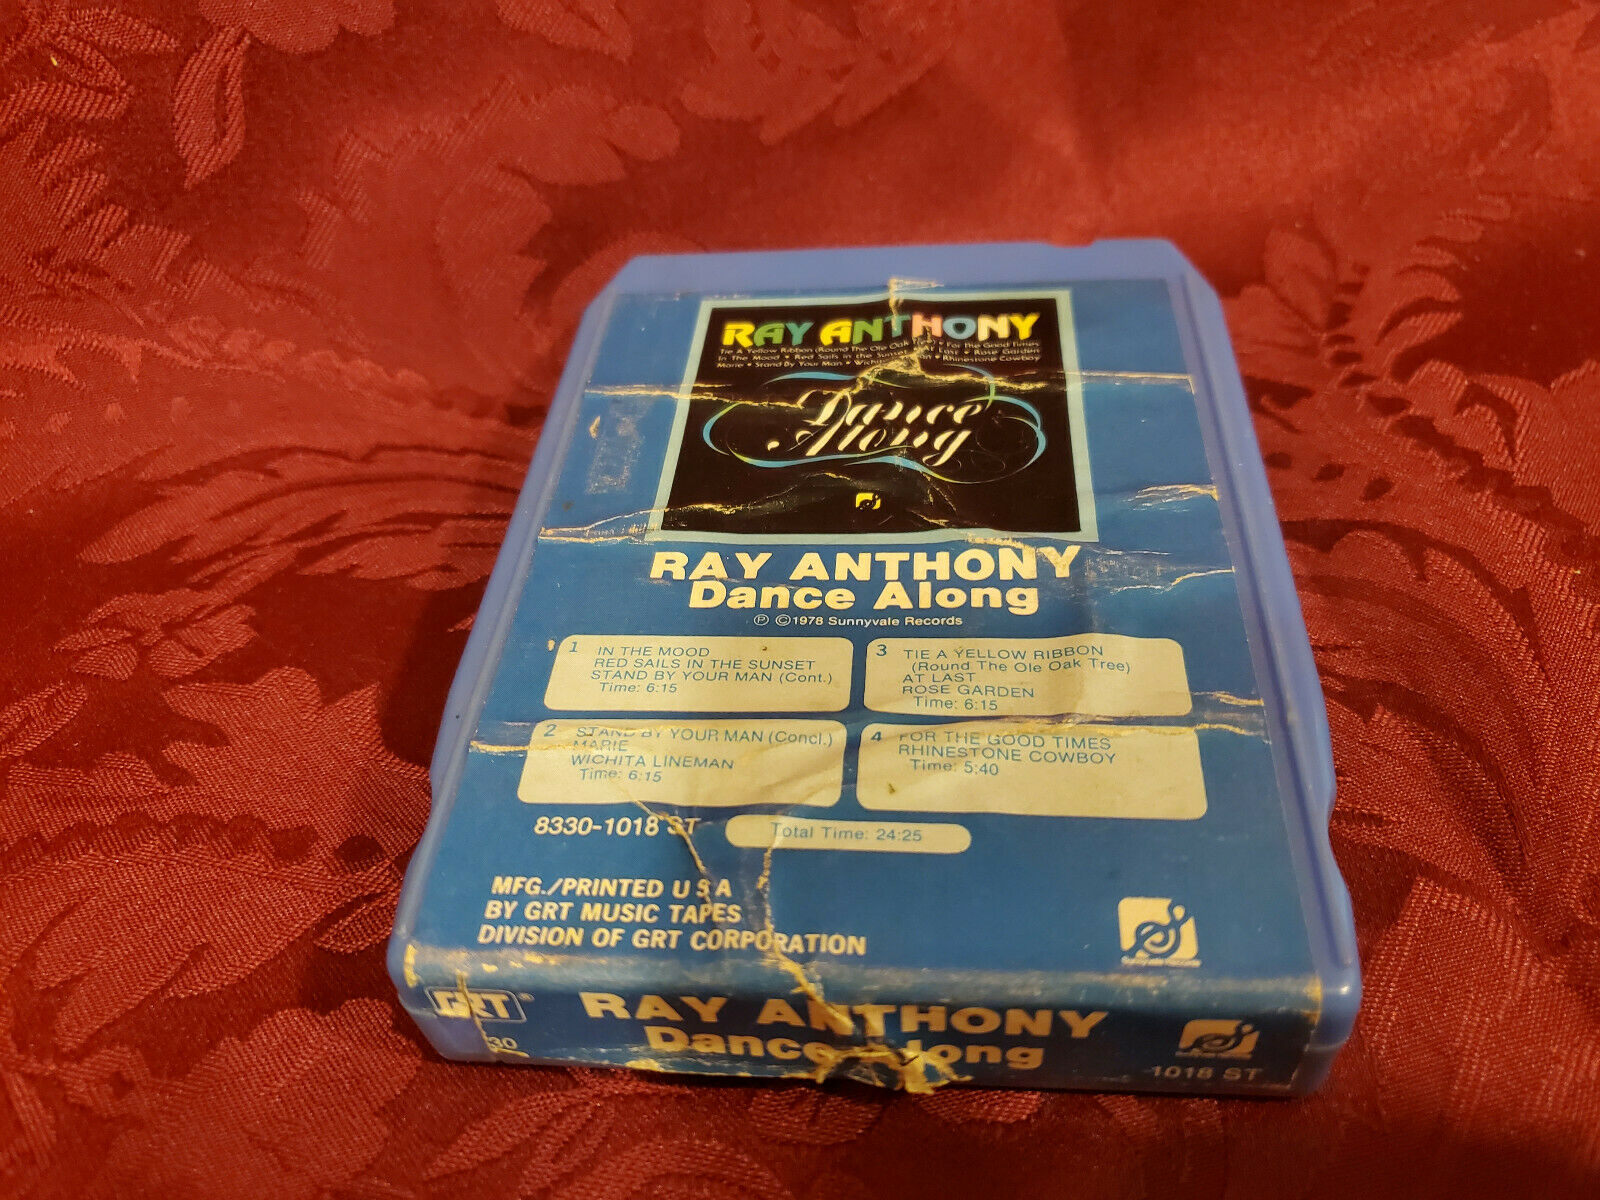 RAY ANTHONY
Tie A Yellow Ribbon (Round The Ole Oak Tree) • For The Good Times
In The Mood • Red Sails in the Sunset • At Last • Rose Garden
Marie • Stand By Your Man • Wichita • Rhinestone Cowboy
Dance
Along
RAY ANTHONY
Dance Along
℗ ©1978 Sunnyvale Records
1 IN THE MOOD
RED SAILS IN THE SUNSET
STAND BY YOUR MAN (Cont.)
Time: 6:15
2 STAND BY YOUR MAN (Concl.)
MARIE
WICHITA LINEMAN
Time: 6:15
3 TIE A YELLOW RIBBON
(Round The Ole Oak Tree)
AT LAST
ROSE GARDEN
Time: 6:15
4 FOR THE GOOD TIMES
RHINESTONE COWBOY
Time: 5:40
8330-1018 ST
Total Time: 24:25
MFG./PRINTED U S A
BY GRT MUSIC TAPES
DIVISION OF GRT CORPORATION
GRT®
RAY ANTHONY
Dance Along
30
1018 ST